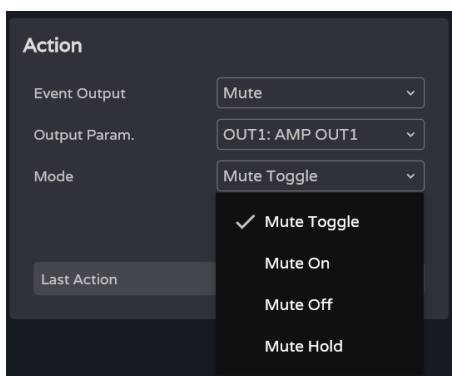 Action
Event Output Mute
Output Param. OUT1: AMP OUT1
Mode Mute Toggle
Mute Toggle
Mute On
Last Action
Mute Off
Mute Hold